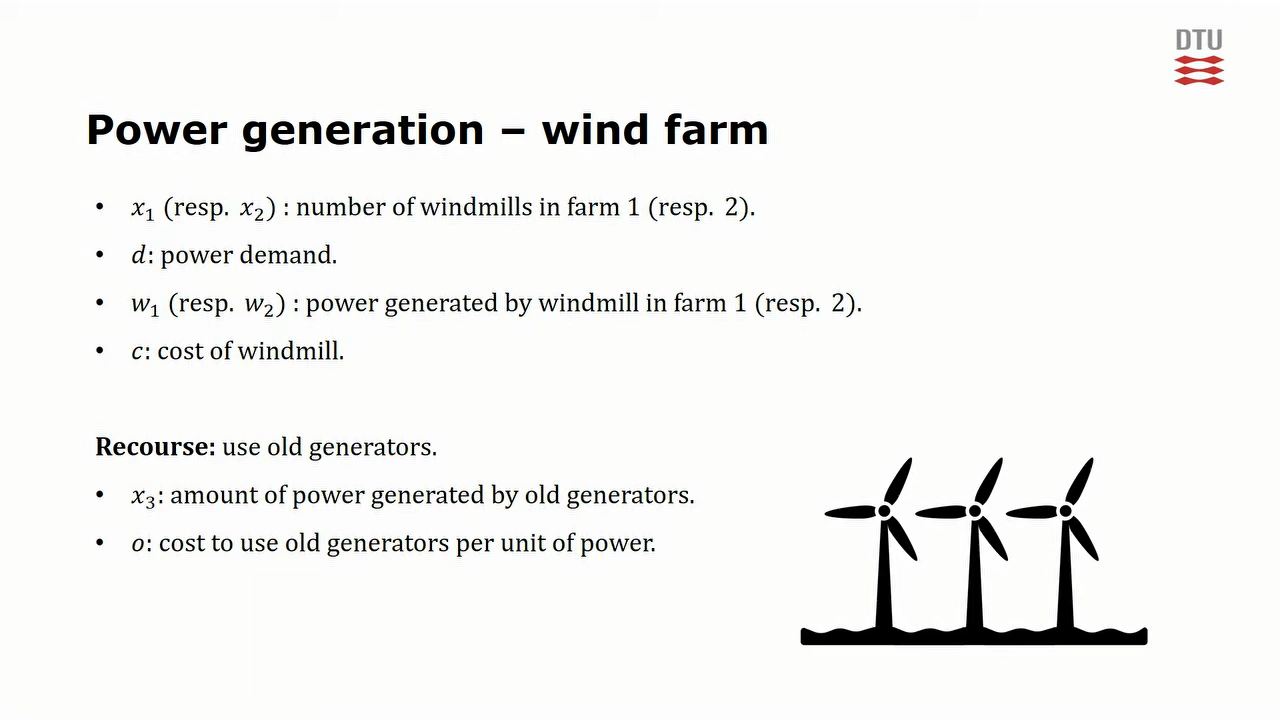 DTU
Power generation – wind farm
• x₁ (resp. x₂) : number of windmills in farm 1 (resp. 2).
• d: power demand.
• w₁ (resp. w₂) : power generated by windmill in farm 1 (resp. 2).
• c: cost of windmill.
Recourse: use old generators.
• x₃: amount of power generated by old generators.
• o: cost to use old generators per unit of power.